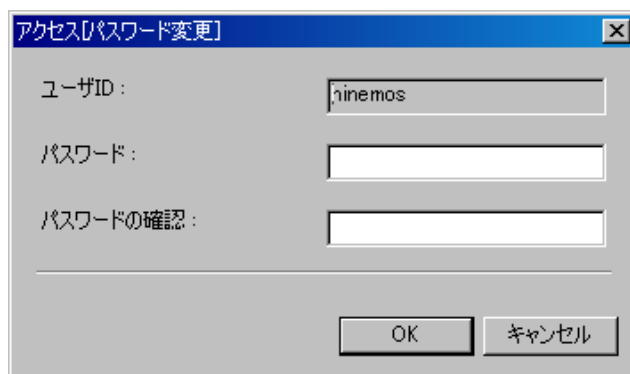 アクセス[パスワード変更]
ユーザID :
hinemos
パスワード :
パスワードの確認 :
OK キャンセル